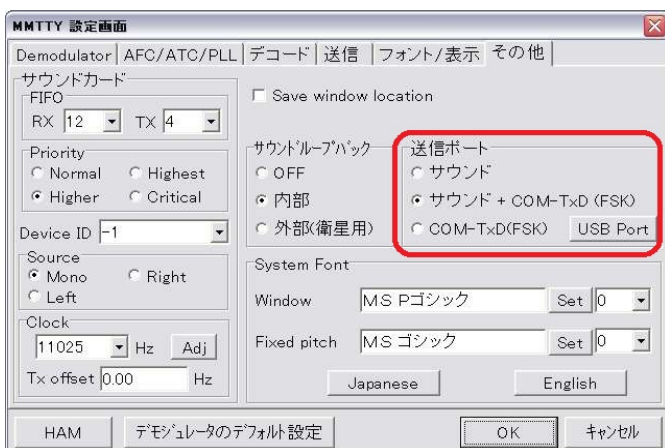 MMTTY 設定画面
Demodulator AFC/ATC/PLL デコード 送信 フォント/表示 その他
サウンドカード
FIFO
RX 12 TX 4
Priority
Normal Highest
Higher Critical
Device ID -1
Source
Mono Right
Left
Clock
11025 Hz Adj
Tx offset 0.00 Hz
Save window location
サウンドループバック
OFF
内部
外部(衛星用)
送信ポート
サウンド
サウンド + COM-TxD (FSK)
COM-TxD(FSK) USB Port
System Font
Window MS Pゴシック Set 0
Fixed pitch MS ゴシック Set 0
Japanese English
HAM デモジュレータのデフォルト設定 OK キャンセル